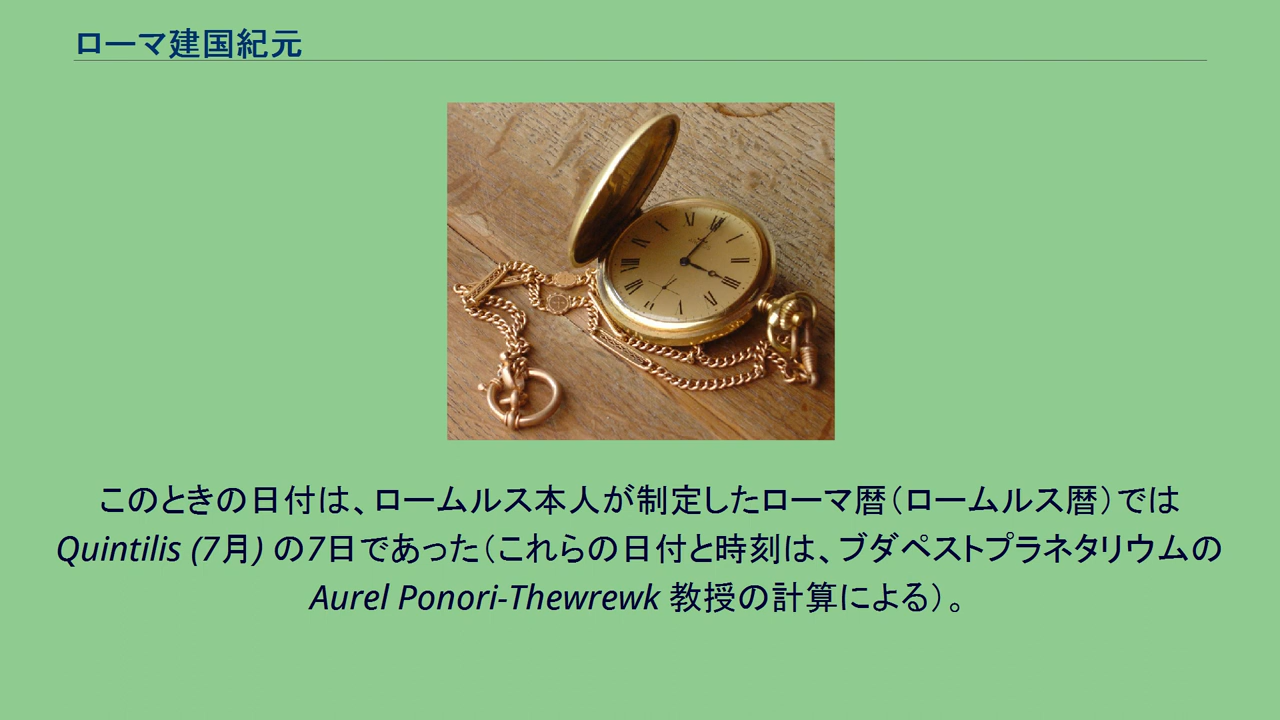 ローマ建国紀元
このときの日付は、ロームルス本人が制定したローマ暦（ロームルス暦）では
Quintilis (7月) の7日であった（これらの日付と時刻は、ブダペストプラネタリウムの
Aurel Ponori-Thewrewk 教授の計算による）。